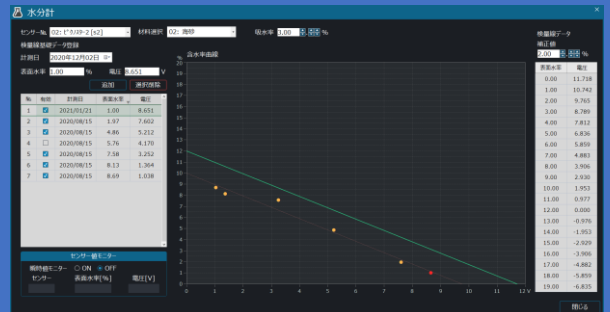 水分計
センサーNo. 02: ピクバケ-2 [s2] 材料選択 02: 海砂 吸水率 3.00 %
検量線基礎データ登録
計測日 2020年12月02日
表面水率 1.00 % 電圧 8.651 V
追加 選択削除
No. 有効 計測日 表面水率 電圧
1 2021/01/21 1.00 8.651
2 2020/08/15 1.97 7.602
3 2020/08/15 4.86 5.212
4 2020/08/15 5.76 4.170
5 2020/08/15 7.58 3.252
6 2020/08/15 8.13 1.364
7 2020/08/15 8.69 1.038
センサー値モニター
瞬時値モニター ON OFF
センサー 表面水率[%] 電圧[V]
% 含水率曲線
20
19
18
17
16
15
14
13
12
11
10
9
8
7
6
5
4
3
2
1
0
0 1 2 3 4 5 6 7 8 9 10 11 12 V
検量線データ
補正値
2.00 %
表面水率 電圧
0.00 11.718
1.00 10.742
2.00 9.765
3.00 8.789
4.00 7.812
5.00 6.836
6.00 5.859
7.00 4.883
8.00 3.906
9.00 2.930
10.00 1.953
11.00 0.977
12.00 0.000
13.00 -0.976
14.00 -1.953
15.00 -2.929
16.00 -3.906
17.00 -4.882
18.00 -5.859
19.00 -6.835
閉じる